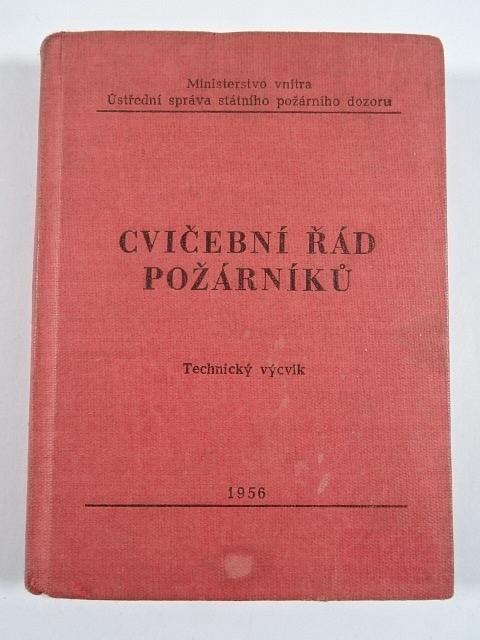 Ministerstvo vnitra
Ústřední správa státního požárního dozoru
CVIČEBNÍ ŘÁD
POŽÁRNÍKŮ
Technický výcvik
1956